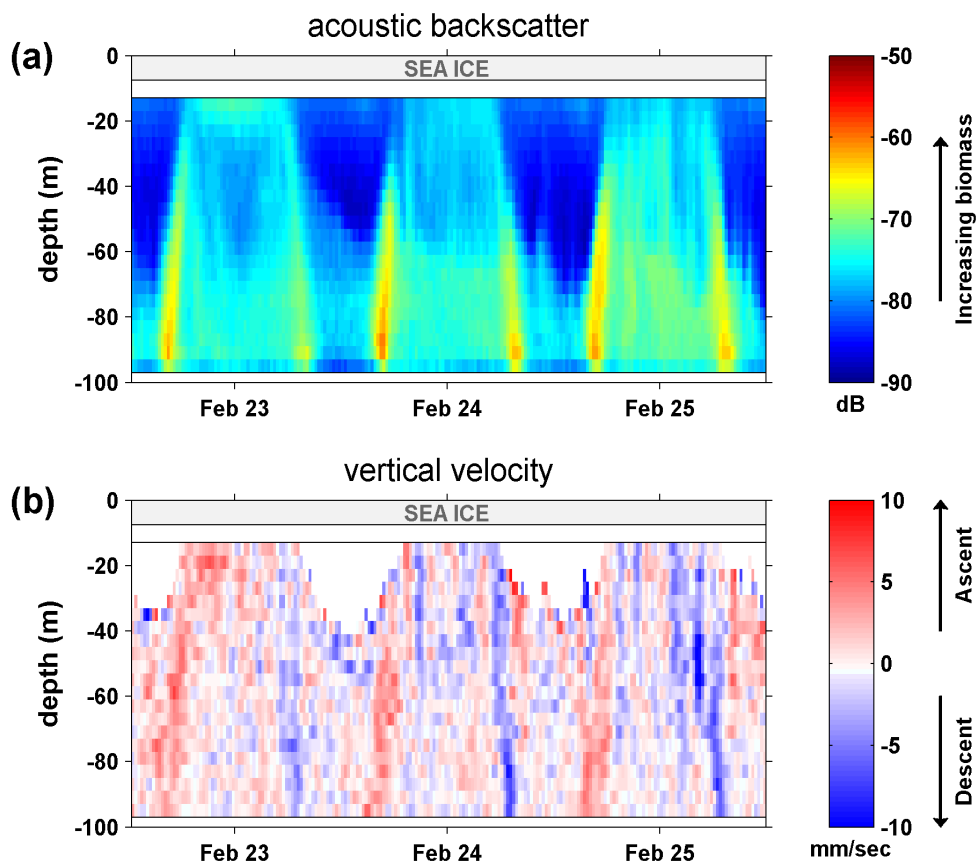 acoustic backscatter
(a)
SEA ICE
0
-20
-40
-60
-80
-100
depth (m)
Feb 23
Feb 24
Feb 25
-50
-60
-70
-80
-90
dB
Increasing biomass
vertical velocity
(b)
SEA ICE
0
-20
-40
-60
-80
-100
depth (m)
Feb 23
Feb 24
Feb 25
10
5
0
-5
-10
mm/sec
Ascent
Descent